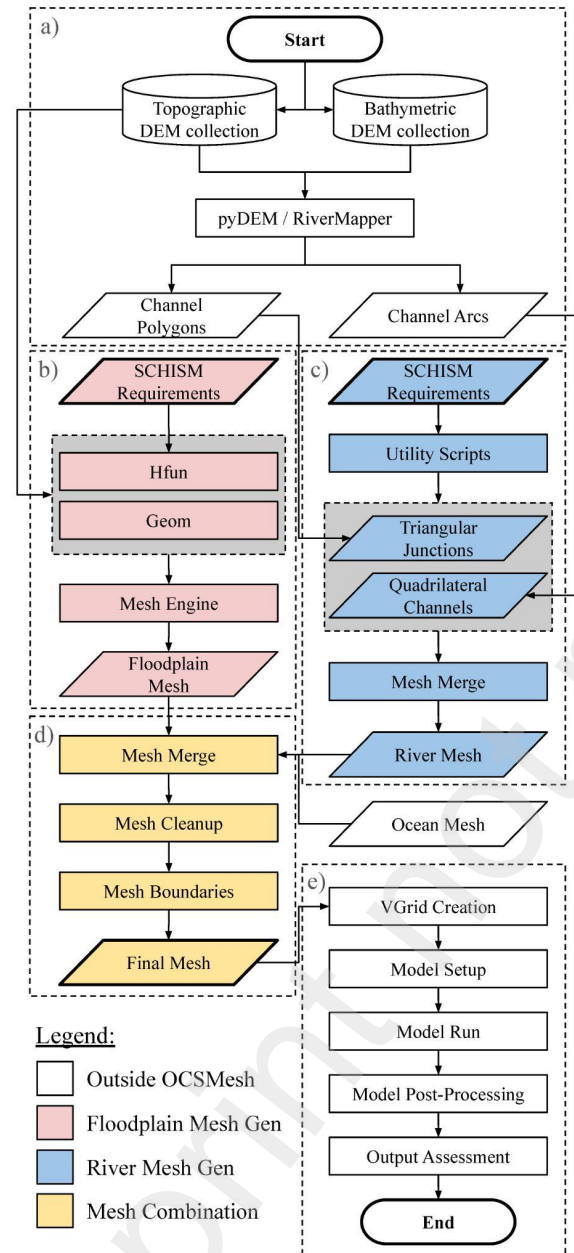 a)
Start
Topographic
DEM collection
Bathymetric
DEM collection
pyDEM / RiverMapper
Channel
Polygons
Channel Arcs
b)
SCHISM
Requirements
Hfun
Geom
Mesh Engine
Floodplain
Mesh
c)
SCHISM
Requirements
Utility Scripts
Triangular
Junctions
Quadrilateral
Channels
Mesh Merge
River Mesh
Ocean Mesh
d)
Mesh Merge
Mesh Cleanup
Mesh Boundaries
Final Mesh
e)
VGrid Creation
Model Setup
Model Run
Model Post-Processing
Output Assessment
End
Legend:
Outside OCSMesh
Floodplain Mesh Gen
River Mesh Gen
Mesh Combination
print not